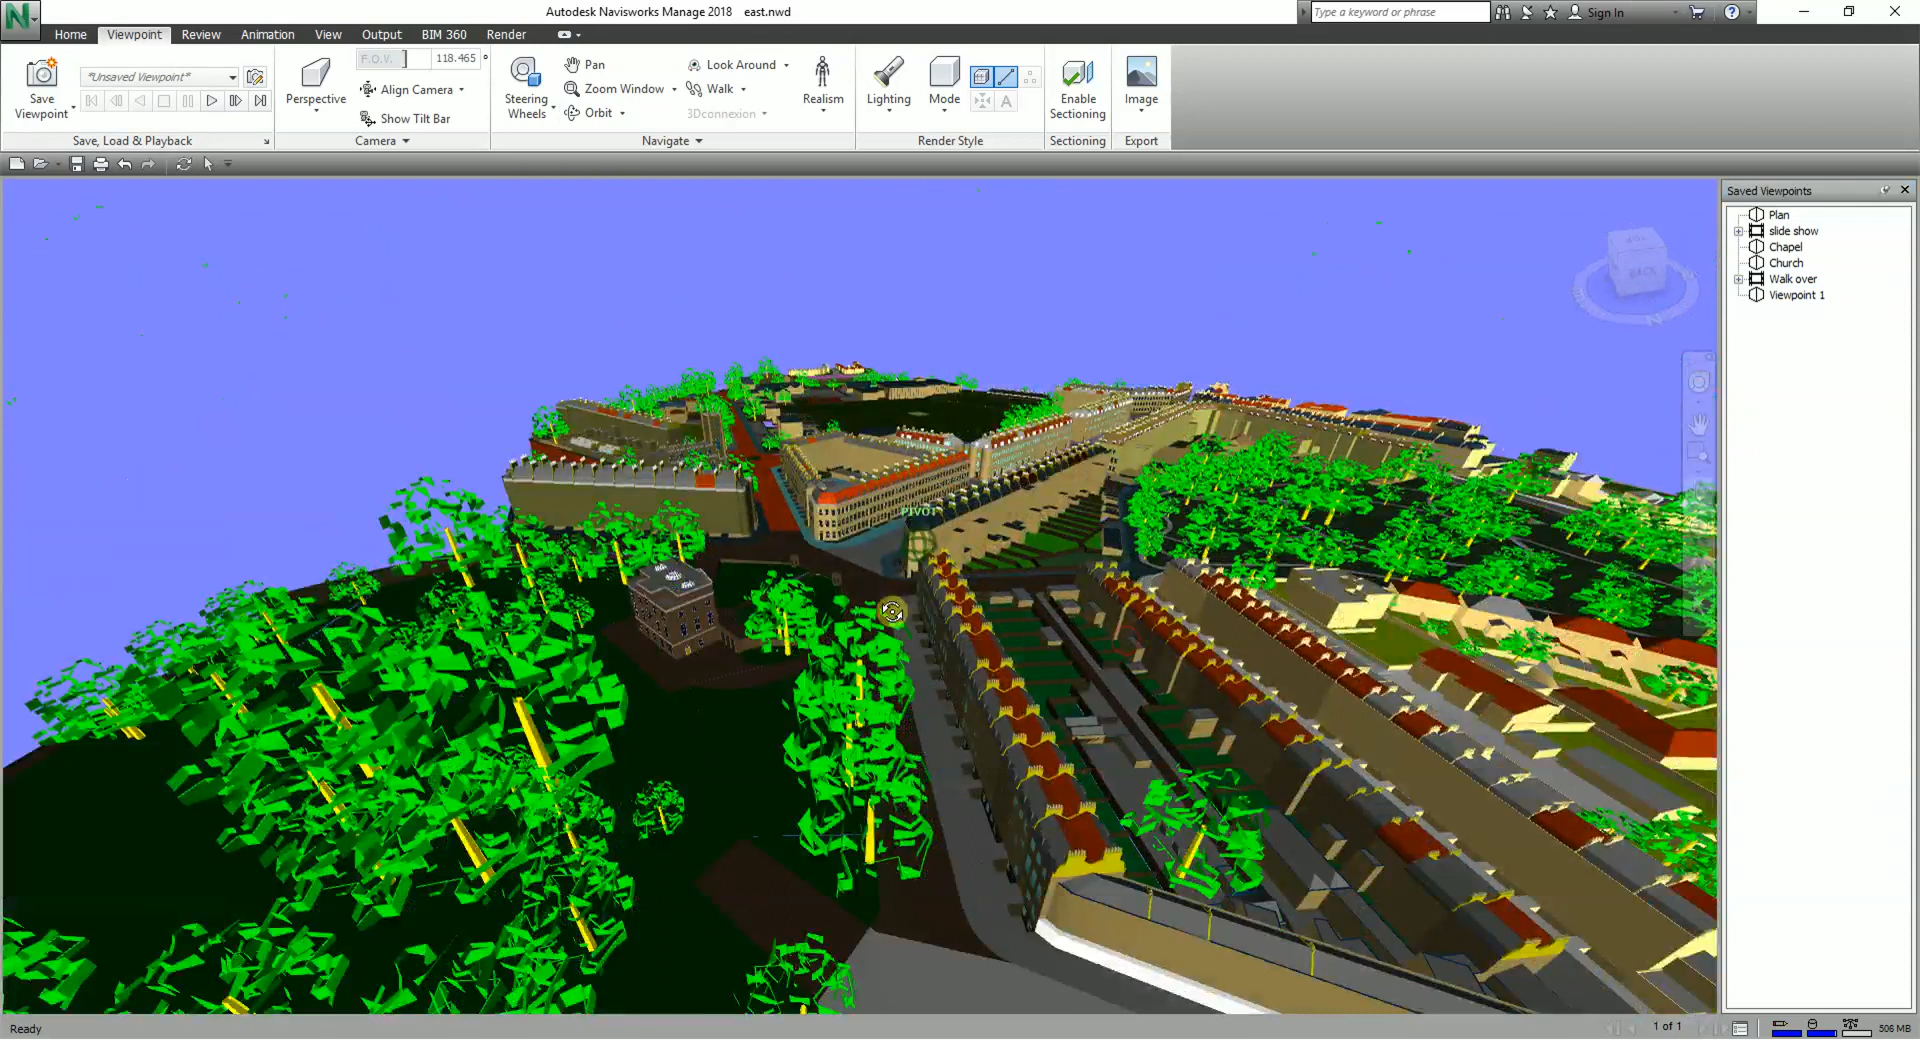 Autodesk Navisworks Manage 2018 east.nwd
Type a keyword or phrase
Sign In
Home Viewpoint Review Animation View Output BIM 360 Render
Save Viewpoint
*Unsaved Viewpoint*
Save, Load & Playback
Perspective
F.O.V. 118.465 °
Align Camera
Show Tilt Bar
Camera
Steering Wheels
Pan
Zoom Window
Orbit
Look Around
Walk
3Dconnexion
Navigate
Realism
Lighting
Mode
A
Render Style
Enable Sectioning
Sectioning
Image
Export
Saved Viewpoints
Plan
slide show
Chapel
Church
Walk over
Viewpoint 1
TOP
BACK
N
PIVOT
Ready
1 of 1
506 MB